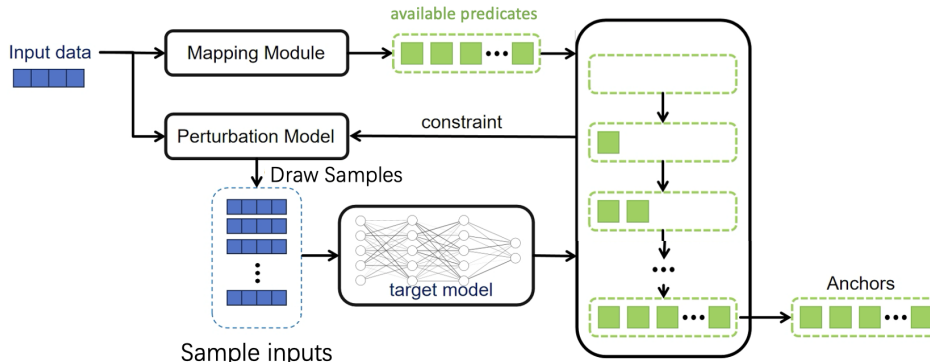 available predicates
Input data
Mapping Module
Perturbation Model
constraint
Draw Samples
target model
Anchors
Sample inputs